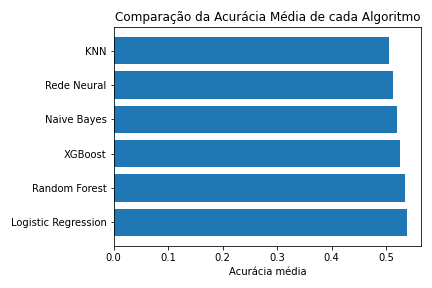 Comparação da Acurácia Média de cada Algoritmo
KNN
Rede Neural
Naive Bayes
XGBoost
Random Forest
Logistic Regression
0.0 0.1 0.2 0.3 0.4 0.5
Acurácia média